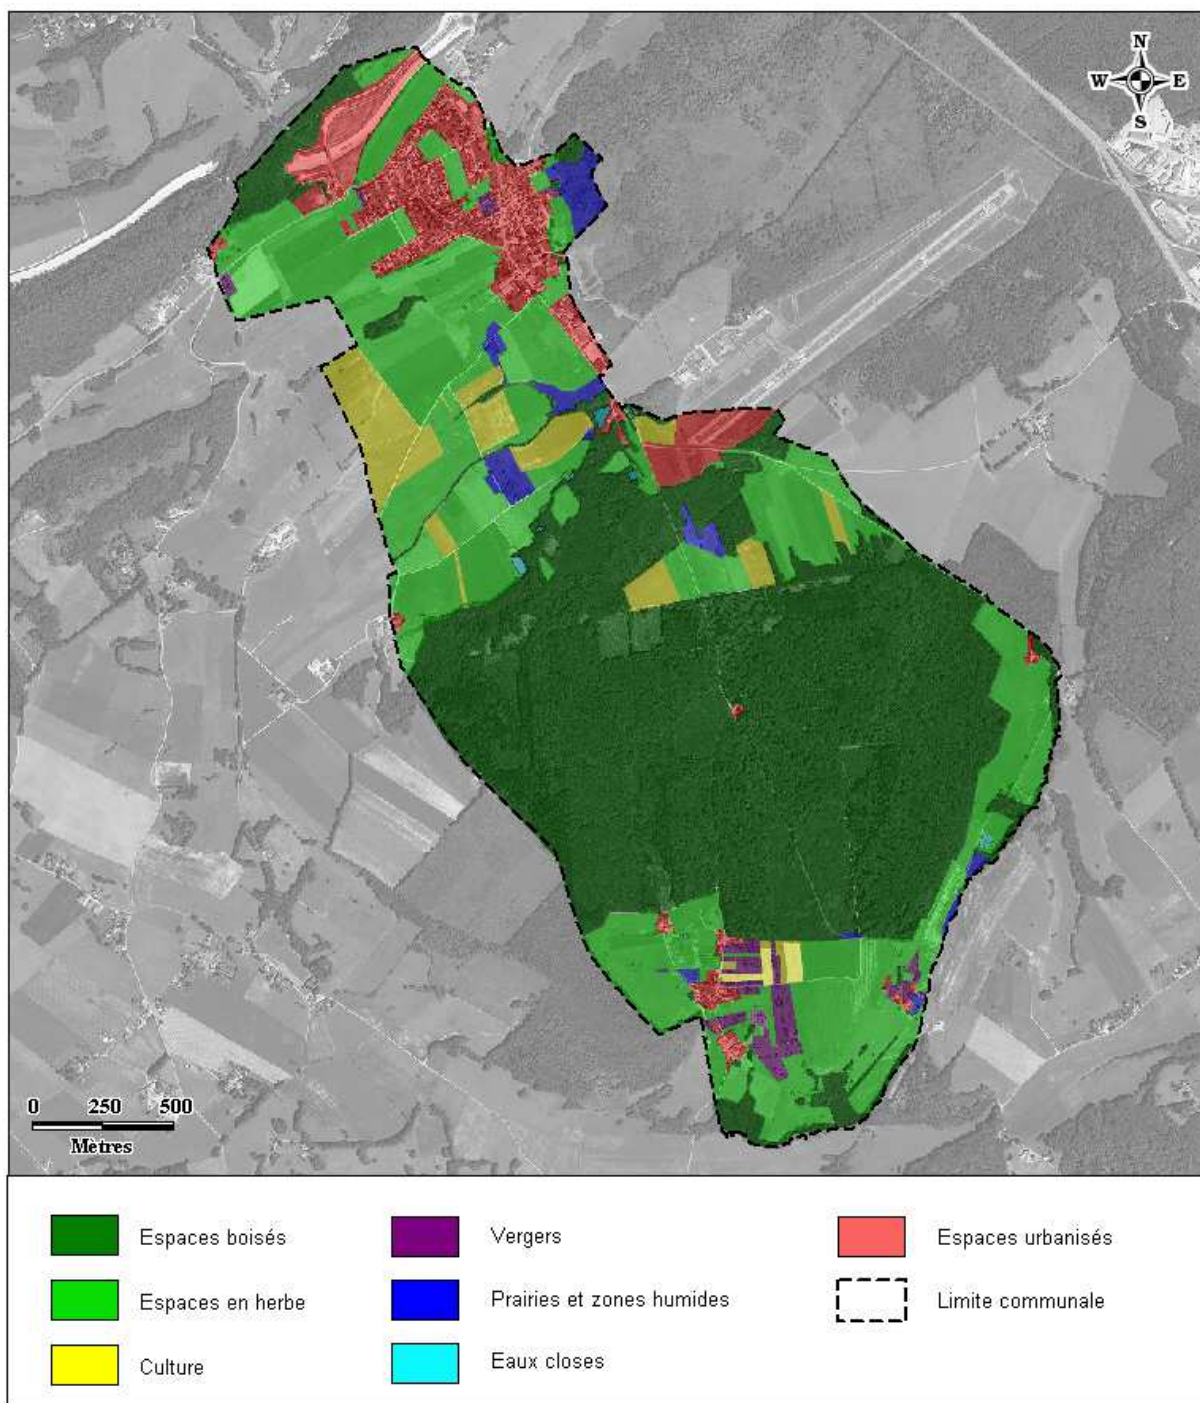 N
W E
S
0 250 500
Mètres
Espaces boisés
Espaces en herbe
Culture
Vergers
Prairies et zones humides
Eaux closes
Espaces urbanisés
Limite communale